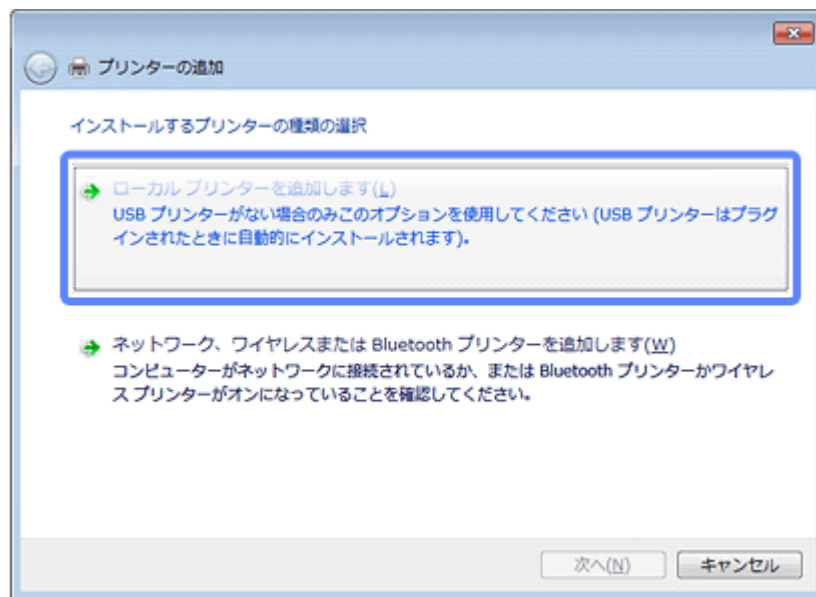 プリンターの追加
インストールするプリンターの種類の選択
ローカル プリンターを追加します(L)
USB プリンターがない場合のみこのオプションを使用してください (USB プリンターはプラグ
インされたときに自動的にインストールされます)。
ネットワーク、ワイヤレスまたは Bluetooth プリンターを追加します(W)
コンピューターがネットワークに接続されているか、または Bluetooth プリンターかワイヤレ
ス プリンターがオンになっていることを確認してください。
次へ(N) キャンセル